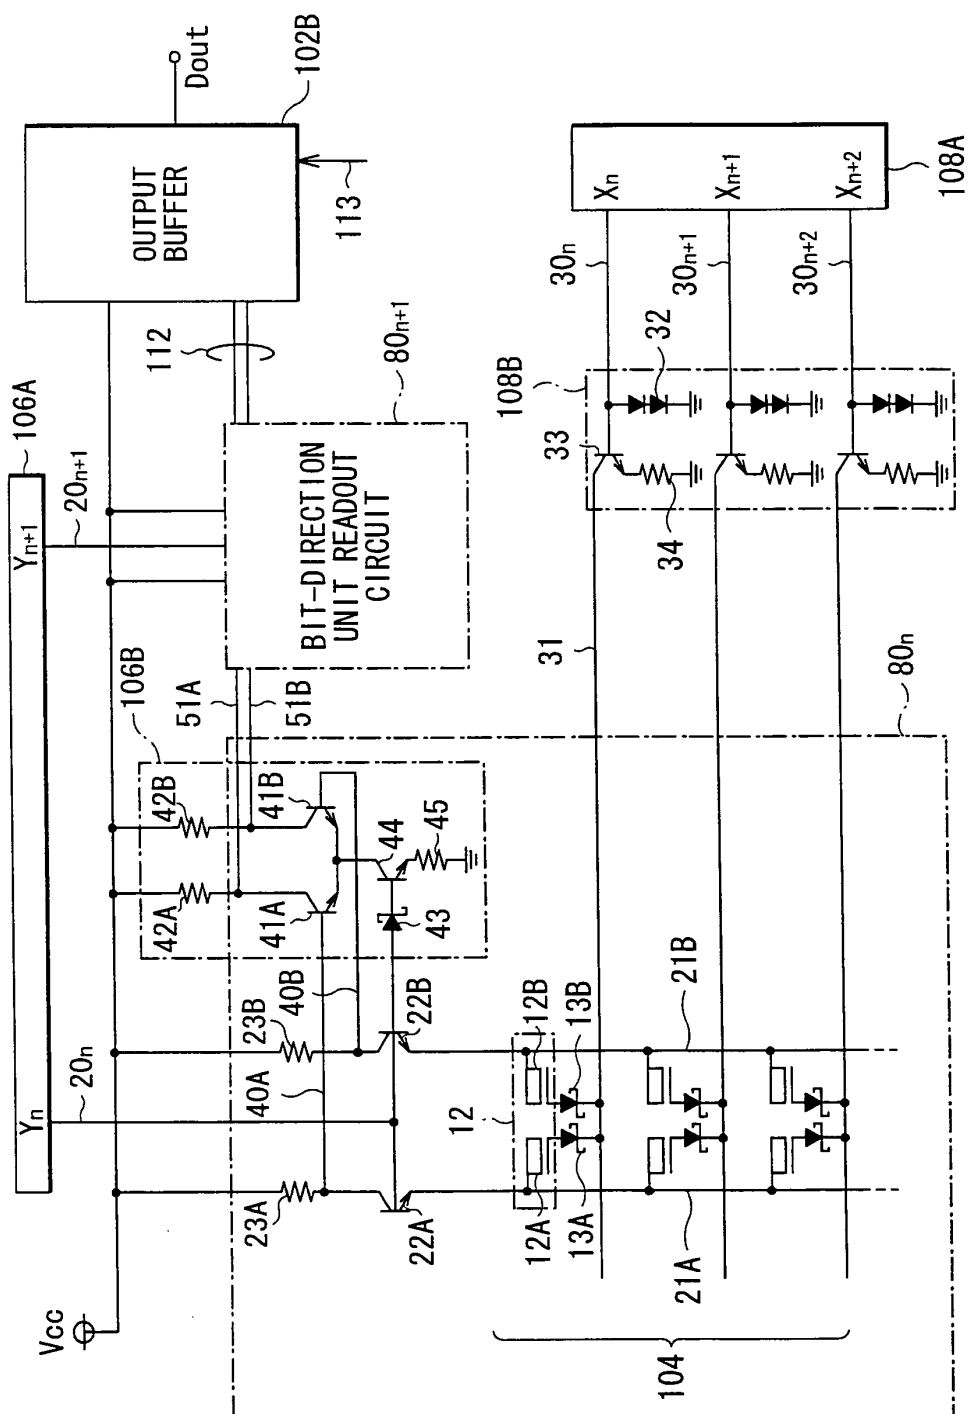 106A
Yn
Yn+1
20n
20n+1
Vcc
OUTPUT
BUFFER
Dout
102B
113
112
80n+1
BIT-DIRECTION
UNIT READOUT
CIRCUIT
106B
51A
51B
42A
42B
41A
41B
44
45
43
23A
23B
40A
40B
22A
22B
12
12A
12B
13A
13B
21A
21B
104
31
80n
108B
33
32
34
30n
30n+1
30n+2
Xn
Xn+1
Xn+2
108A